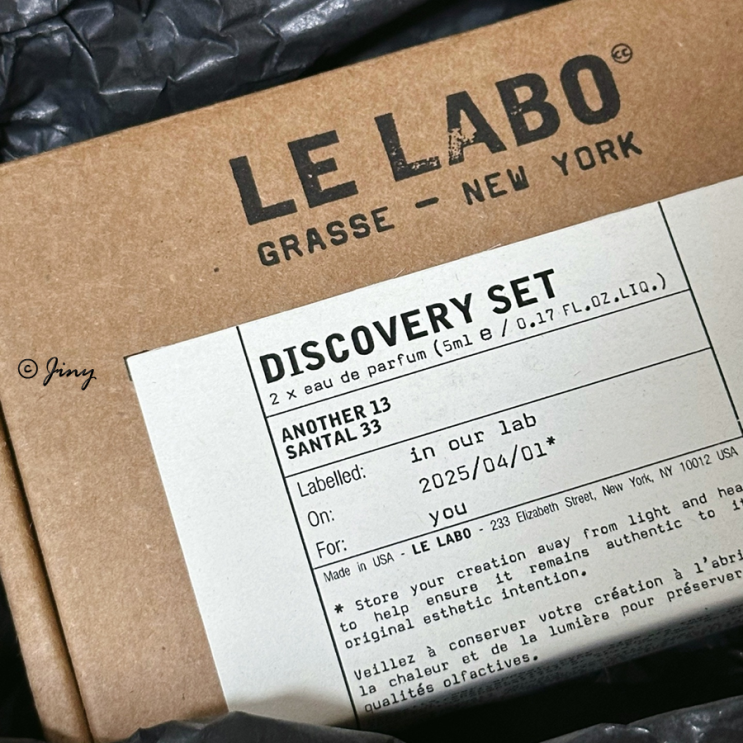 LE LABO
GRASSE – NEW YORK
DISCOVERY SET
2 x eau de parfum (5ml e / 0.17 FL.OZ.LIQ.)
ANOTHER 13
SANTAL 33
Labelled: in our lab
On: 2025/04/01*
For: you
Made in USA - LE LABO - 233 Elizabeth Street, New York, NY 10012 USA
* Store your creation away from light and
to help ensure it remains authentic to
original esthetic intention.
Veillez à conserver votre création à
la chaleur et de la lumière pour préserver
qualités olfactives.
© Jiny